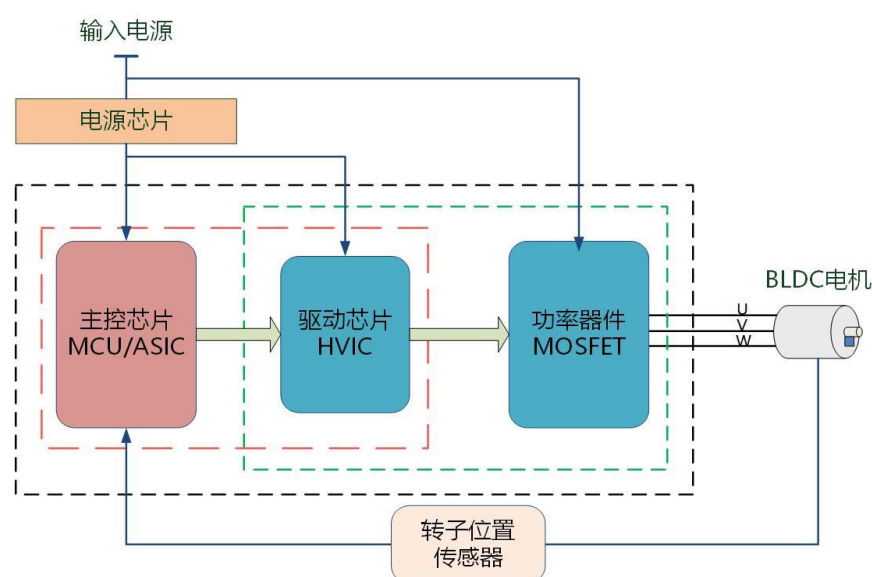 输入电源
电源芯片
主控芯片
MCU/ASIC
驱动芯片
HVIC
功率器件
MOSFET
U
V
W
BLDC电机
转子位置
传感器